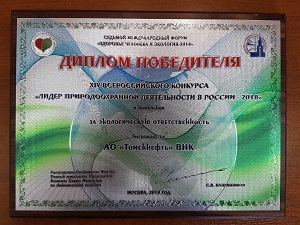 СЕДЬМОЙ МЕЖДУНАРОДНЫЙ ФОРУМ
«ЗДОРОВЬЕ ЧЕЛОВЕКА И ЭКОЛОГИЯ-2018»
ДИПЛОМ ПОБЕДИТЕЛЯ
XIV ВСЕРОССИЙСКОГО КОНКУРСА
«ЛИДЕР ПРИРОДООХРАННОЙ ДЕЯТЕЛЬНОСТИ В РОССИИ – 2018»
в номинации
ЗА ЭКОЛОГИЧЕСКУЮ ОТВЕТСТВЕННОСТЬ
Награждается
АО «Томскнефть» ВНК
МОСКВА, 2018 ГОД